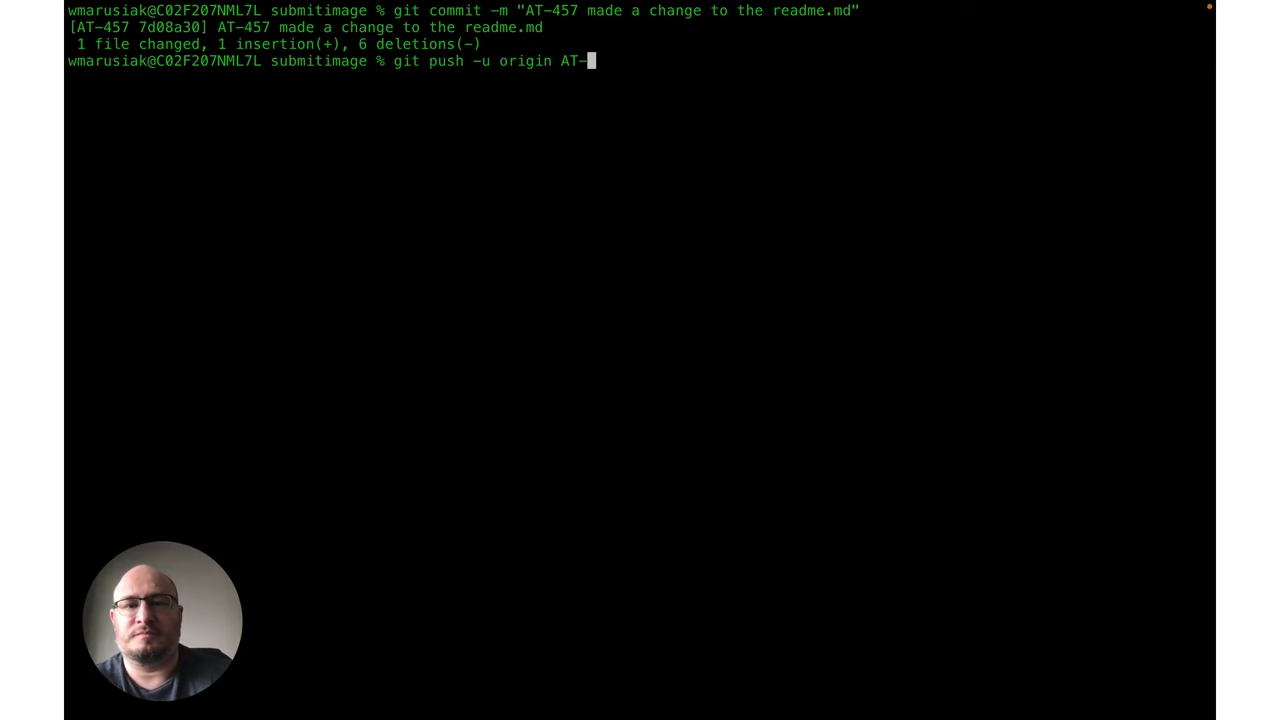 wmarusiak@C02F207NML7L submitimage % git commit -m "AT-457 made a change to the readme.md"
[AT-457 7d08a30] AT-457 made a change to the readme.md
1 file changed, 1 insertion(+), 6 deletions(-)
wmarusiak@C02F207NML7L submitimage % git push -u origin AT-